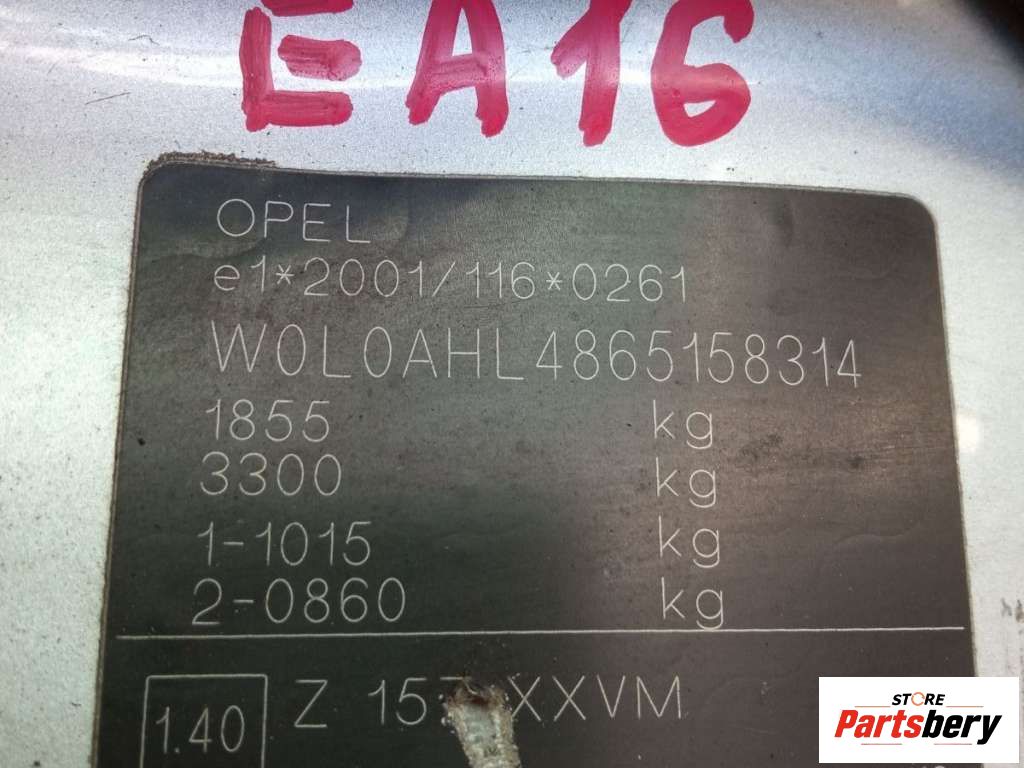 EA16
OPEL
e1*2001/116*0261
W0L0AHL4865158314
1855 kg
3300 kg
1-1015 kg
2-0860 kg
1.40 Z XXVM
STORE
Partsbery